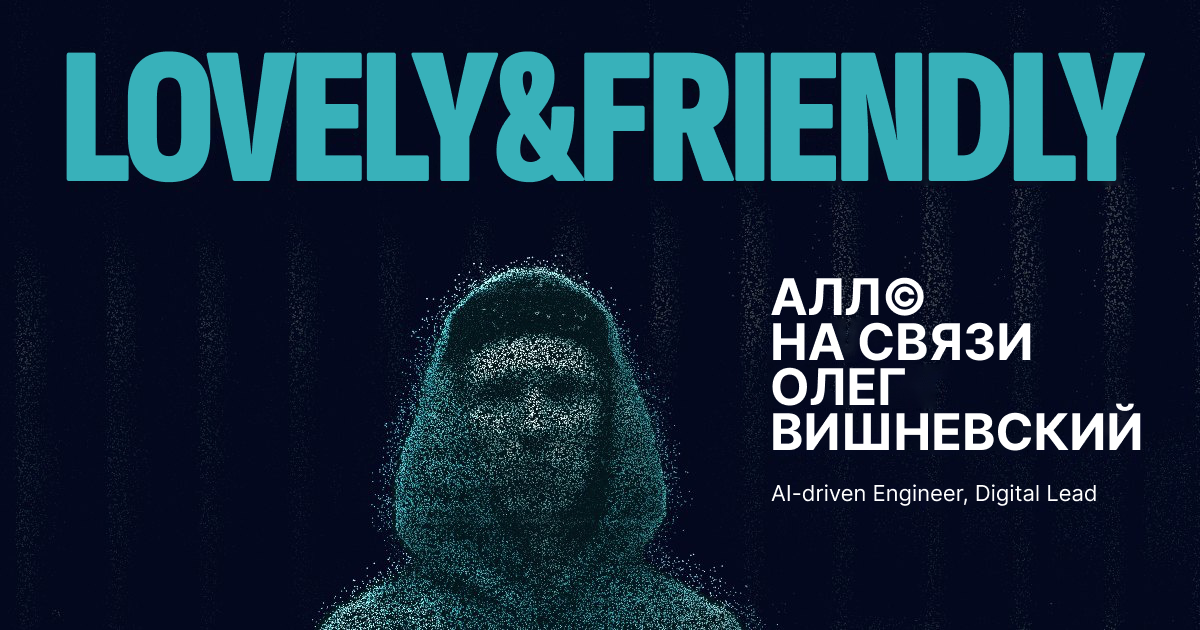 LOVELY&FRIENDLY
АЛЛ©
НА СВЯЗИ
ОЛЕГ
ВИШНЕВСКИЙ
AI-driven Engineer, Digital Lead